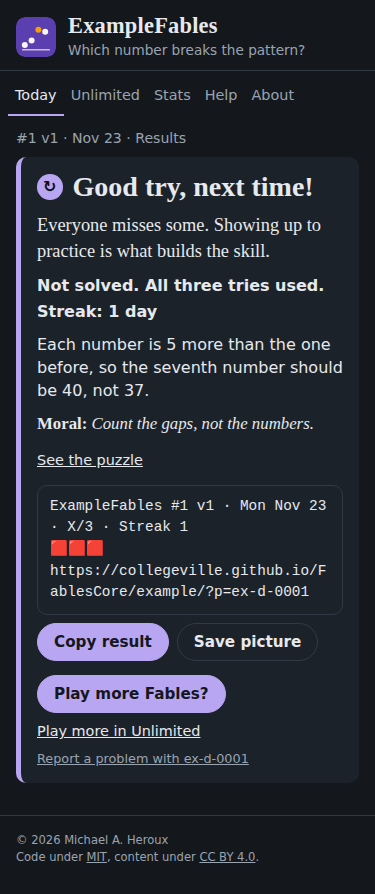 ExampleFables
Which number breaks the pattern?
Today Unlimited Stats Help About
#1 v1 · Nov 23 · Results
↻ Good try, next time!
Everyone misses some. Showing up to
practice is what builds the skill.
Not solved. All three tries used.
Streak: 1 day
Each number is 5 more than the one
before, so the seventh number should
be 40, not 37.
Moral: Count the gaps, not the numbers.
See the puzzle
ExampleFables #1 v1 · Mon Nov 23
· X/3 · Streak 1
🟥🟥🟥
https://collegeville.github.io/F
ablesCore/example/?p=ex-d-0001
Copy result Save picture
Play more Fables?
Play more in Unlimited
Report a problem with ex-d-0001
© 2026 Michael A. Heroux
Code under MIT, content under CC BY 4.0.